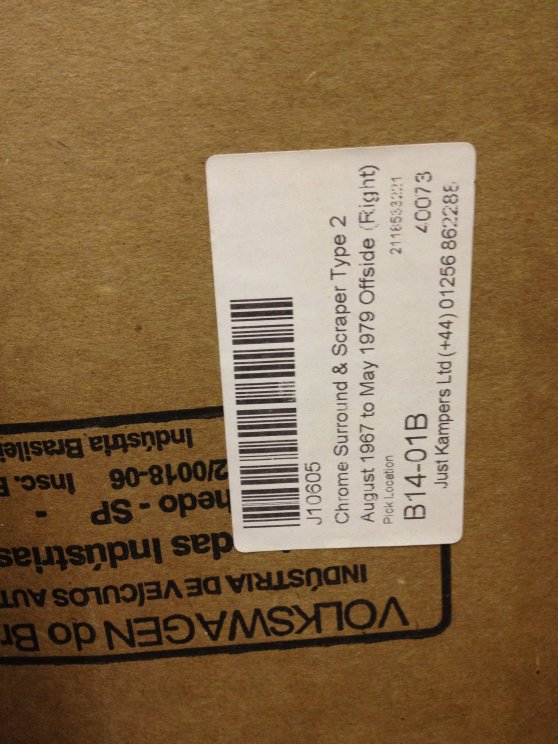 J10605
Chrome Surround & Scraper Type 2
August 1967 to May 1979 Offside (Right)
Pick Location
211853321
B14-01B
40073
Just Kampers Ltd (+44) 01256 862288
VOLKSWAGEN do Br
INDÚSTRIA DE VEÍCULOS AUT
das Indústrias
hedo - SP -
2/0018-06 Insc. E
Indústria Brasilei